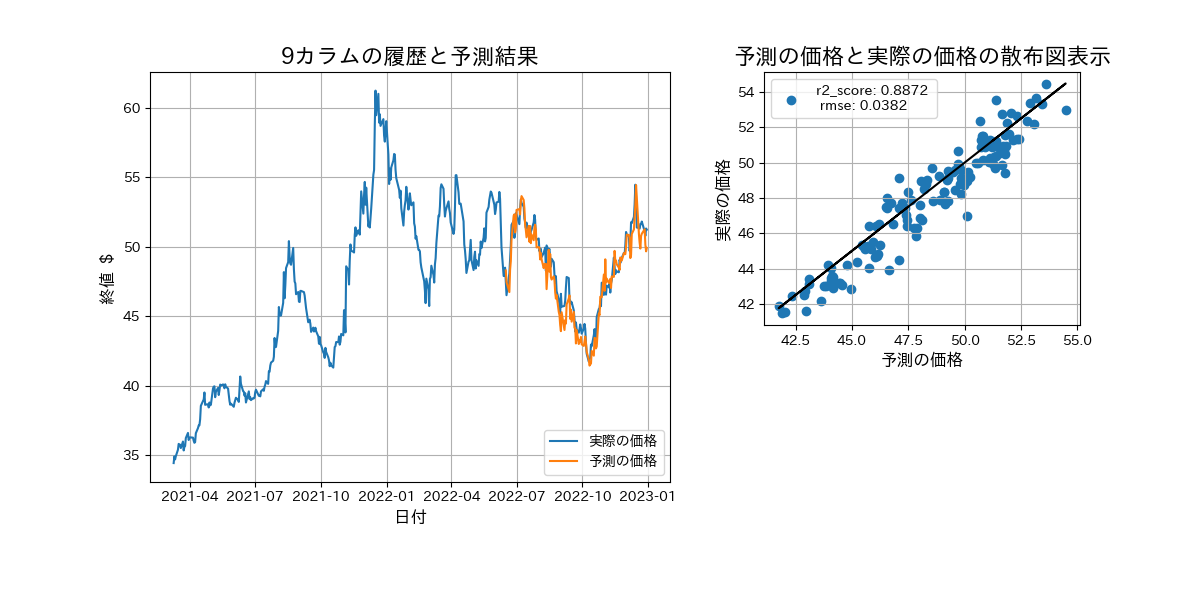 9カラムの履歴と予測結果
60
55
50
45
40
35
終値 $
2021-04 2021-07 2021-10 2022-01 2022-04 2022-07 2022-10 2023-01
日付
実際の価格
予測の価格
予測の価格と実際の価格の散布図表示
r2_score: 0.8872
rmse: 0.0382
54
52
50
48
46
44
42
実際の価格
42.5 45.0 47.5 50.0 52.5 55.0
予測の価格